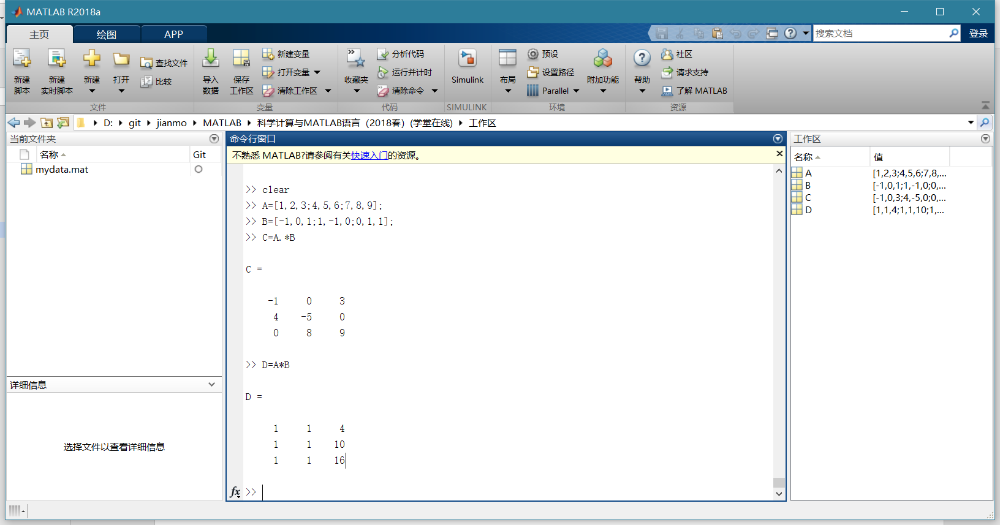 MATLAB R2018a
主页 绘图 APP
搜索文档 登录
新建脚本
新建实时脚本
新建
打开
查找文件
比较
文件
导入数据
保存工作区
新建变量
打开变量
清除工作区
变量
收藏夹
分析代码
运行并计时
清除命令
代码
Simulink
SIMULINK
布局
预设
设置路径
Parallel
附加功能
环境
帮助
社区
请求支持
了解 MATLAB
资源
D: git jianmo MATLAB 科学计算与MATLAB语言（2018春）(学堂在线) 工作区
当前文件夹
名称 Git
mydata.mat
详细信息
选择文件以查看详细信息
命令行窗口
不熟悉 MATLAB?请参阅有关快速入门的资源。
>> clear
>> A=[1,2,3;4,5,6;7,8,9];
>> B=[-1,0,1;1,-1,0;0,1,1];
>> C=A.*B
C =
-1 0 3
4 -5 0
0 8 9
>> D=A*B
D =
1 1 4
1 1 10
1 1 16
fx >>
工作区
名称 值
A [1,2,3;4,5,6;7,8,...
B [-1,0,1;1,-1,0;0,...
C [-1,0,3;4,-5,0;0,...
D [1,1,4;1,1,10;1,...